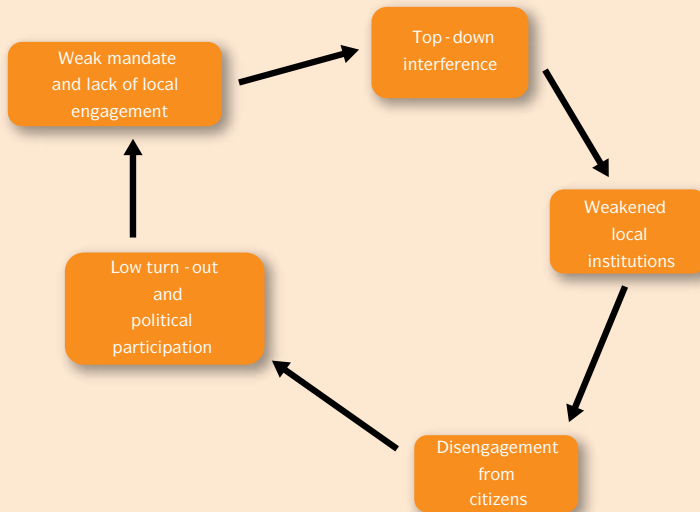 Weak mandate
and lack of local
engagement
Top-down
interference
Weakened
local
institutions
Disengagement
from
citizens
Low turn-out
and
political
participation